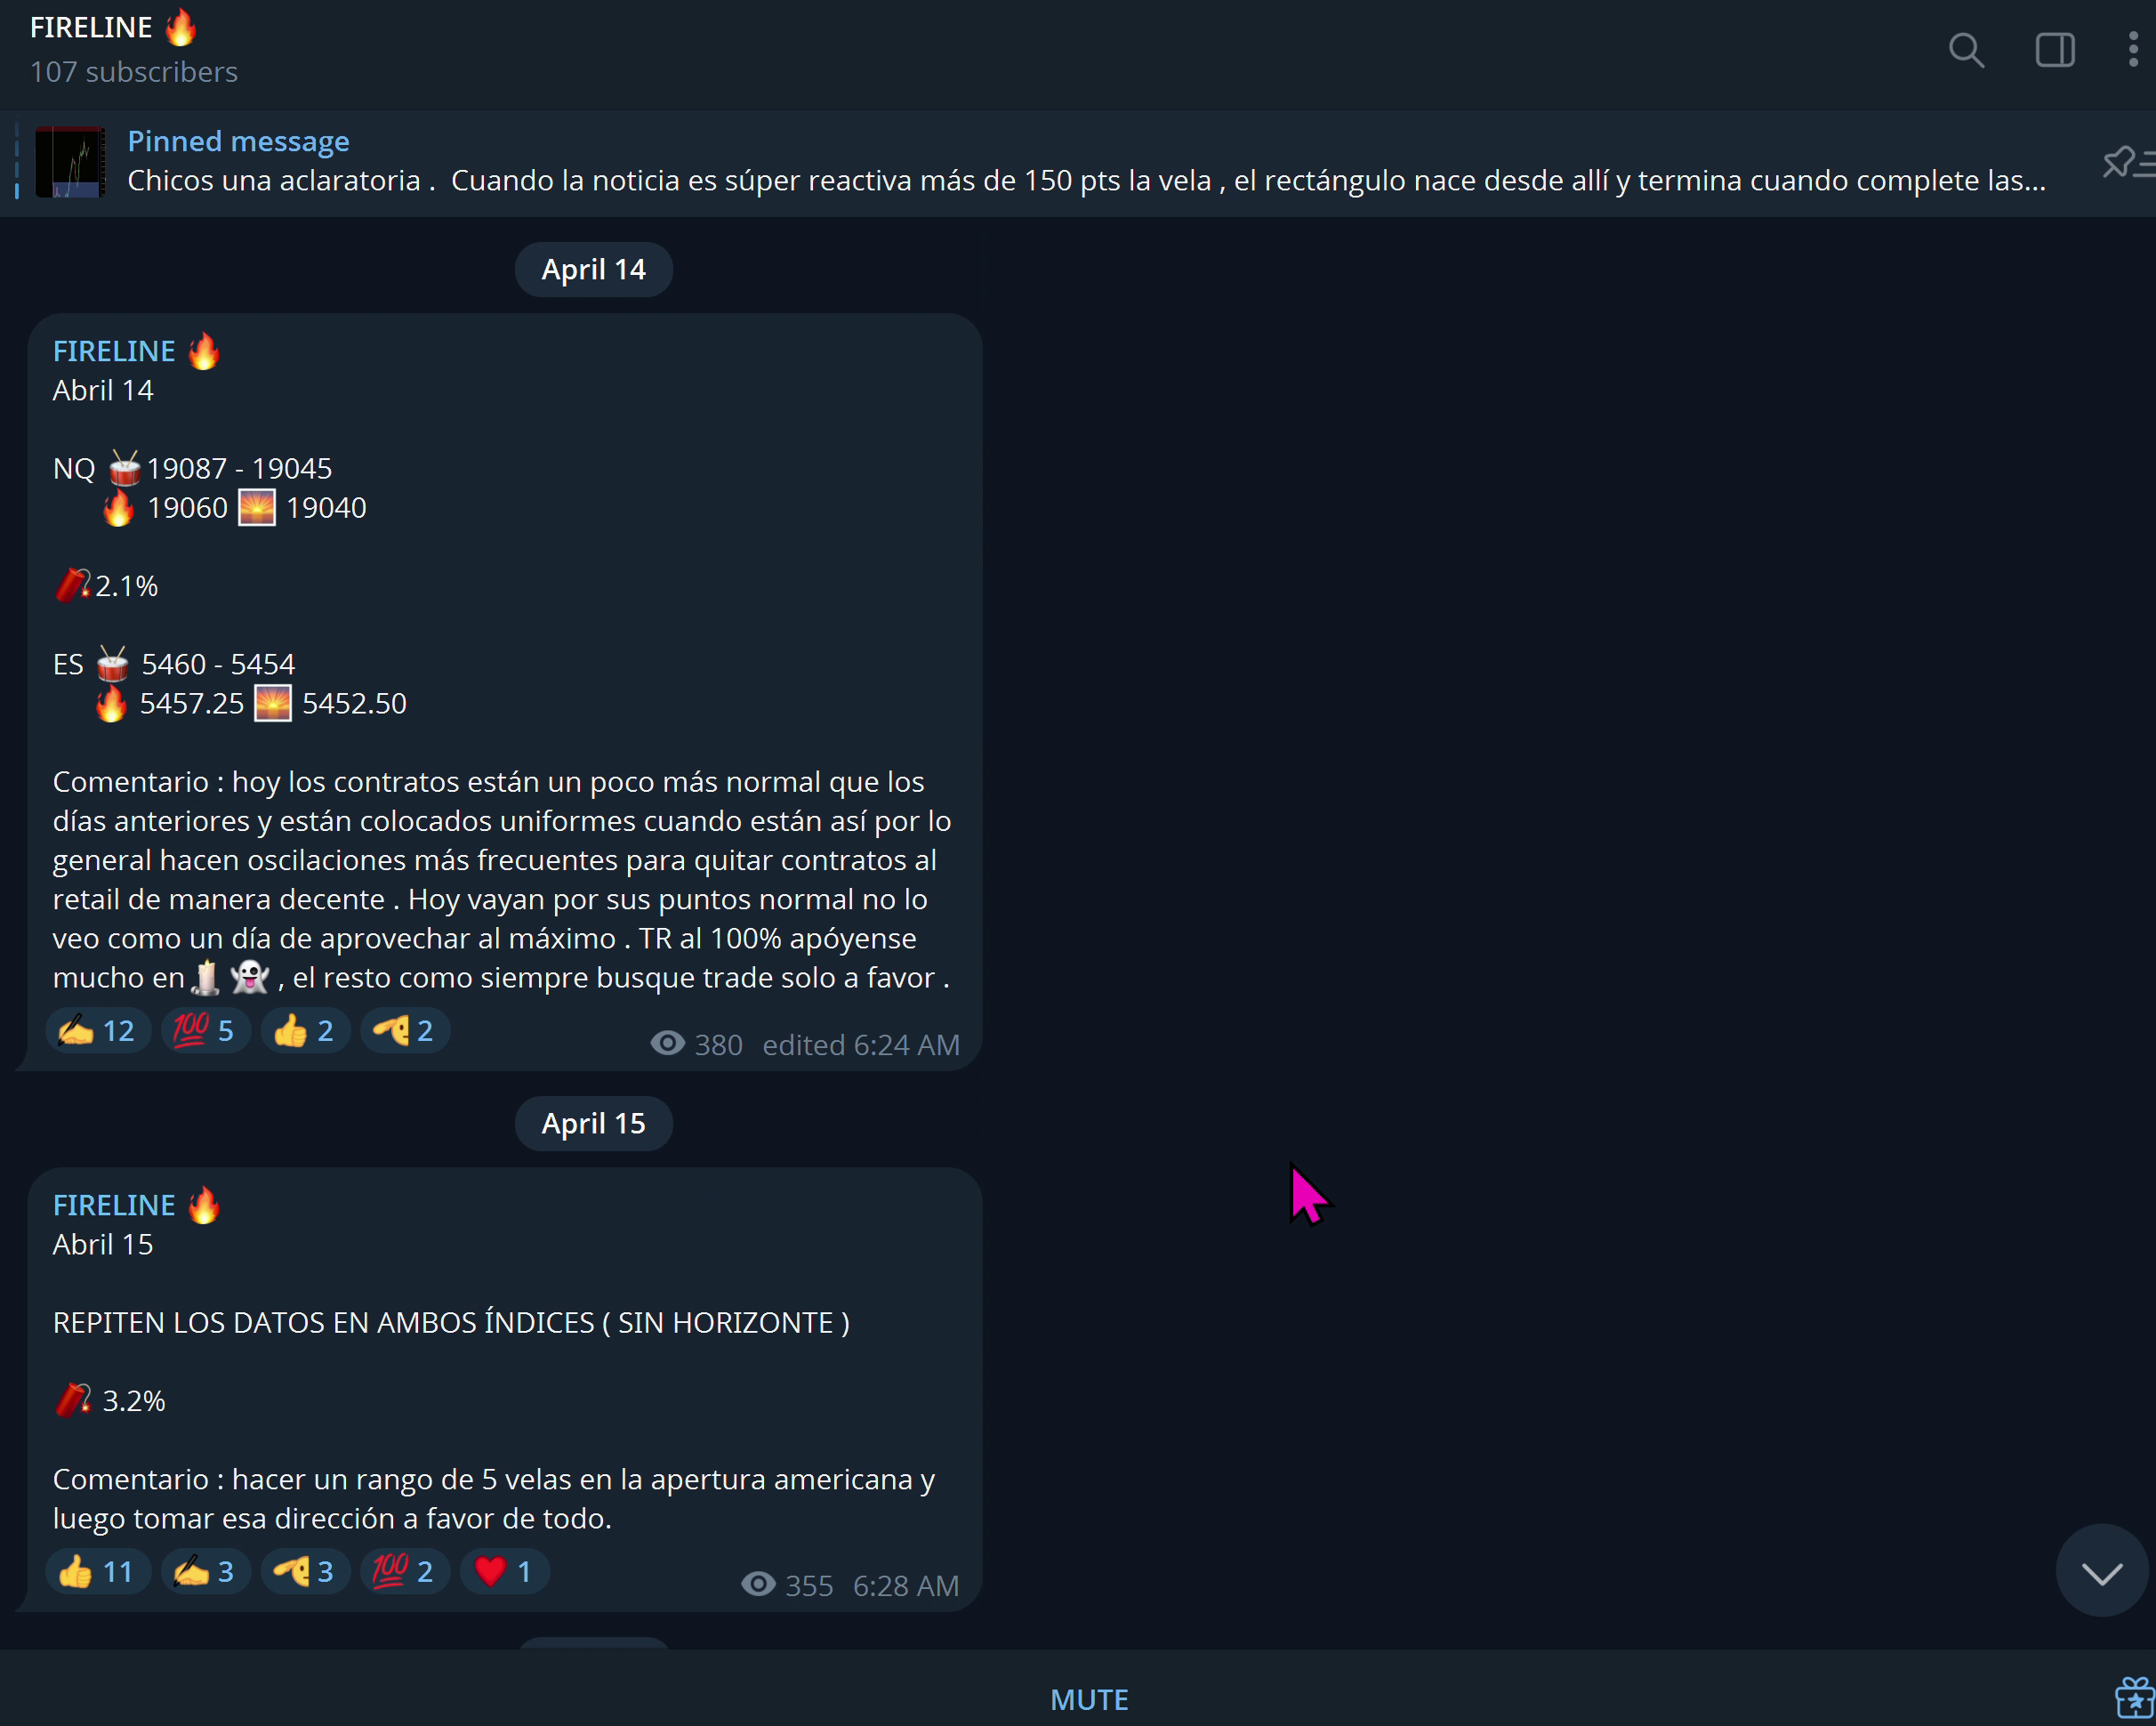 FIRELINE 🔥
107 subscribers
Pinned message
Chicos una aclaratoria .  Cuando la noticia es súper reactiva más de 150 pts la vela , el rectángulo nace desde allí y termina cuando complete las...
April 14
FIRELINE 🔥
Abril 14
NQ 🥁19087 - 19045
🔥 19060 🌅 19040
🧨2.1%
ES 🥁 5460 - 5454
🔥 5457.25 🌅 5452.50
Comentario : hoy los contratos están un poco más normal que los
días anteriores y están colocados uniformes cuando están así por lo
general hacen oscilaciones más frecuentes para quitar contratos al
retail de manera decente . Hoy vayan por sus puntos normal no lo
veo como un día de aprovechar al máximo . TR al 100% apóyense
mucho en🕯️ 👻 , el resto como siempre busque trade solo a favor .
✍️ 12 💯 5 👍 2 🫡 2 380 edited 6:24 AM
April 15
FIRELINE 🔥
Abril 15
REPITEN LOS DATOS EN AMBOS ÍNDICES ( SIN HORIZONTE )
🧨 3.2%
Comentario : hacer un rango de 5 velas en la apertura americana y
luego tomar esa dirección a favor de todo.
👍 11 ✍️ 3 🫡 3 💯 2 ❤️ 1 355 6:28 AM
MUTE